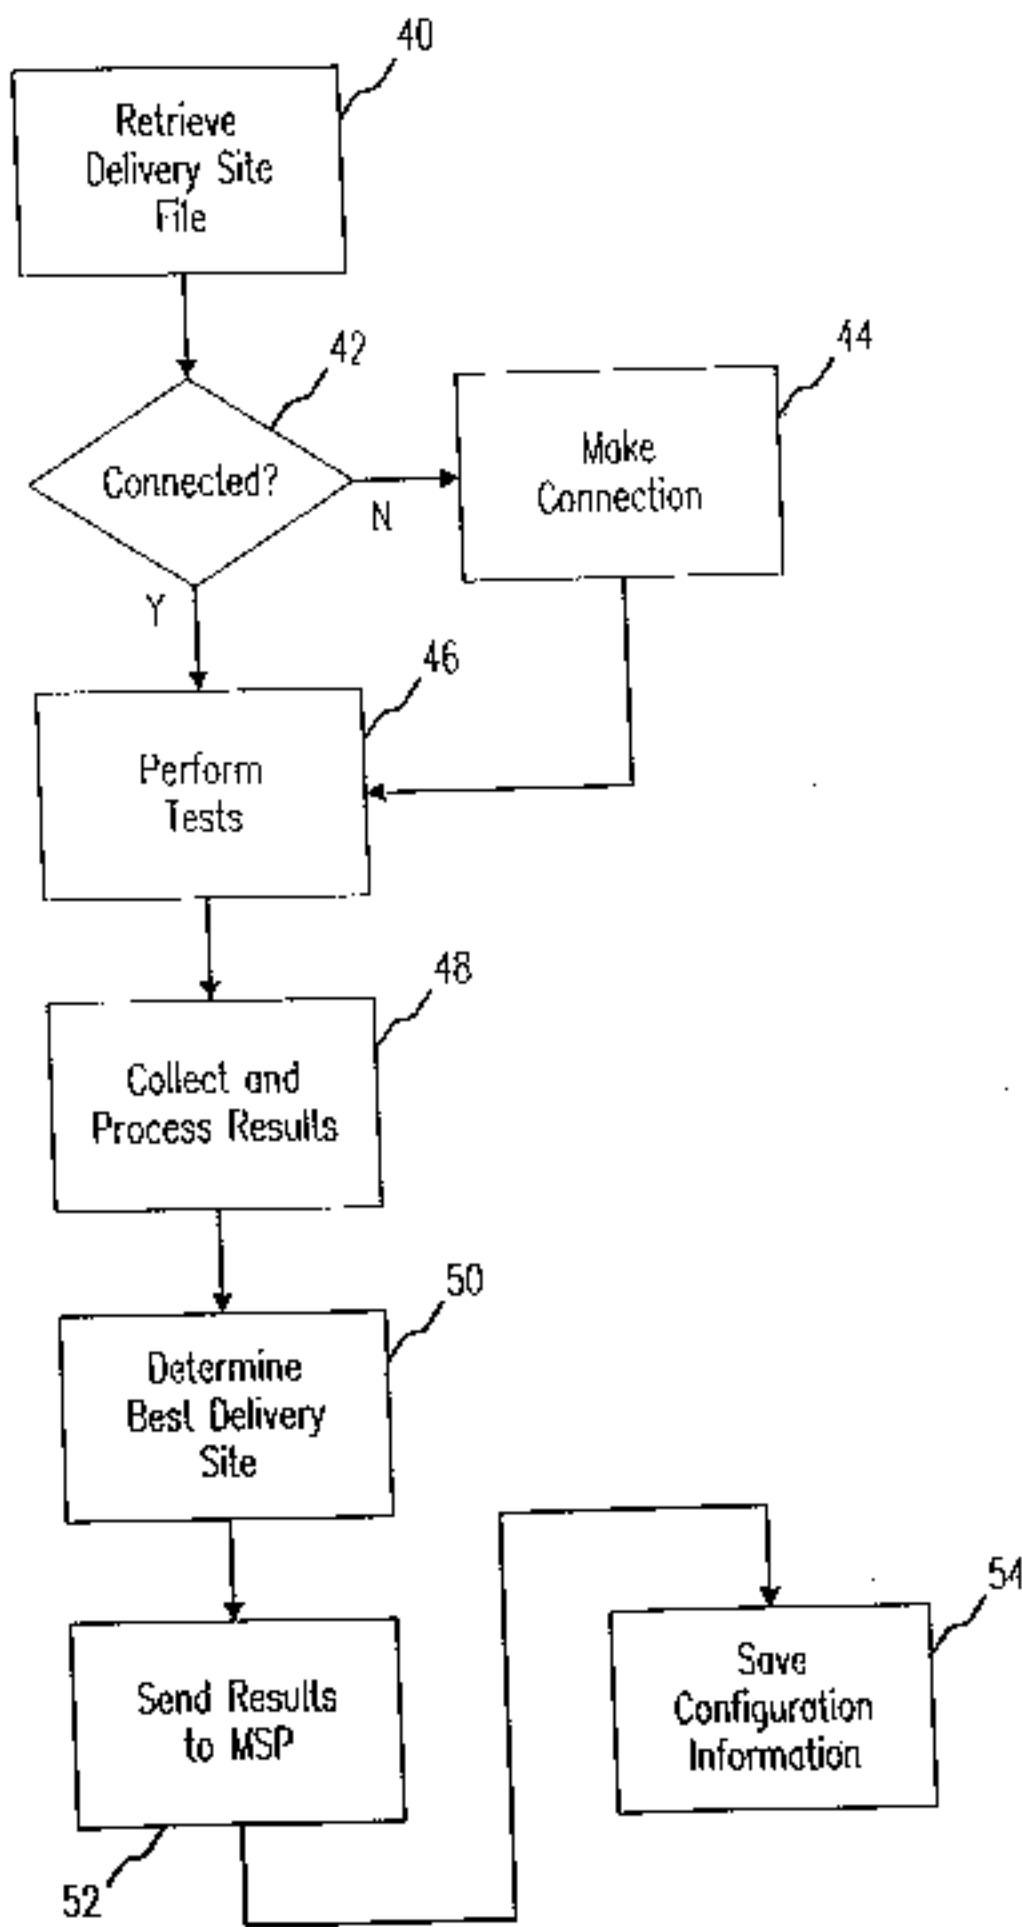 40
Retrieve
Delivery Site
File
42
Connected?
N
Y
44
Make
Connection
46
Perform
Tests
48
Collect and
Process Results
50
Determine
Best Delivery
Site
Send Results
to MSP
52
54
Save
Configuration
Information